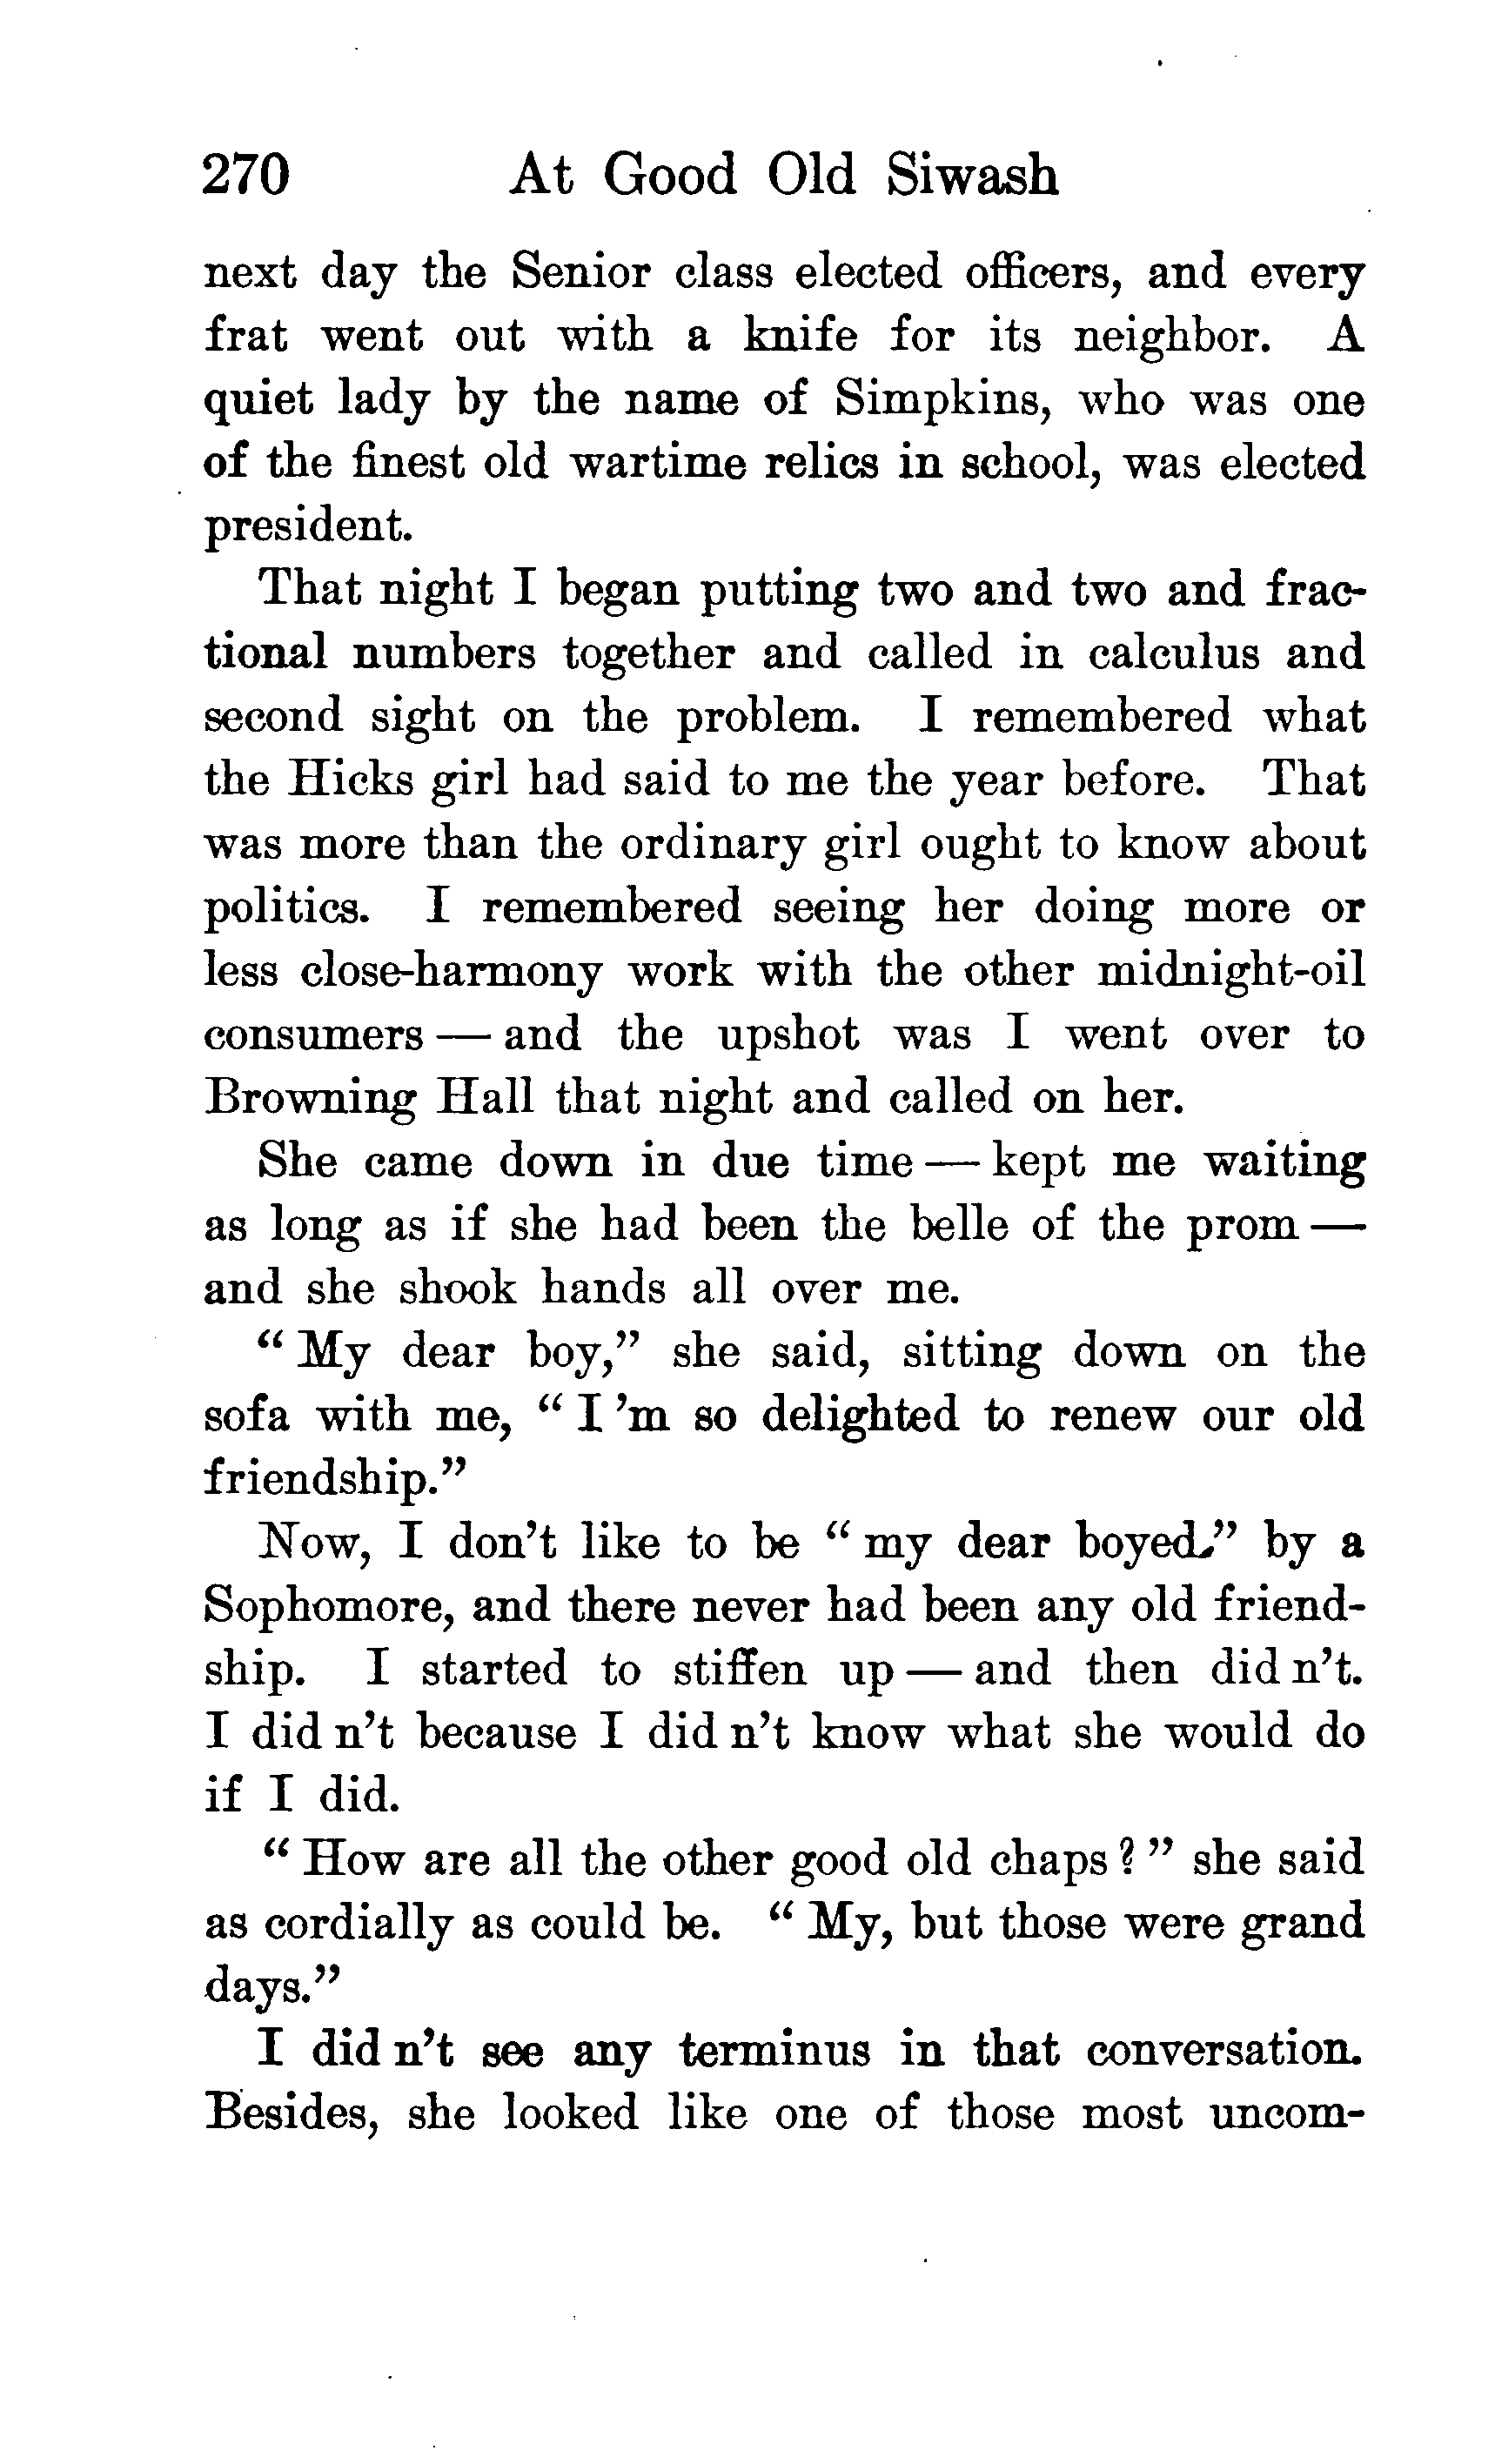 270 At Good Old Siwash
next day the Senior class elected officers, and every
frat went out with a knife for its neighbor. A
quiet lady by the name of Simpkins, who was one
of the finest old wartime relics in school, was elected
president.
That night I began putting two and two and frac-
tional numbers together and called in calculus and
second sight on the problem. I remembered what
the Hicks girl had said to me the year before. That
was more than the ordinary girl ought to know about
politics. I remembered seeing her doing more or
less close-harmony work with the other midnight-oil
consumers — and the upshot was I went over to
Browning Hall that night and called on her.
She came down in due time — kept me waiting
as long as if she had been the belle of the prom —
and she shook hands all over me.
" My dear boy," she said, sitting down on the
sofa with me, " I 'm so delighted to renew our old
friendship."
Now, I don't like to be " my dear boyed." by a
Sophomore, and there never had been any old friend-
ship. I started to stiffen up — and then did n't.
I did n't because I did n't know what she would do
if I did.
" How are all the other good old chaps ? " she said
as cordially as could be. " My, but those were grand
days."
I did n't see any terminus in that conversation.
Besides, she looked like one of those most uncom-